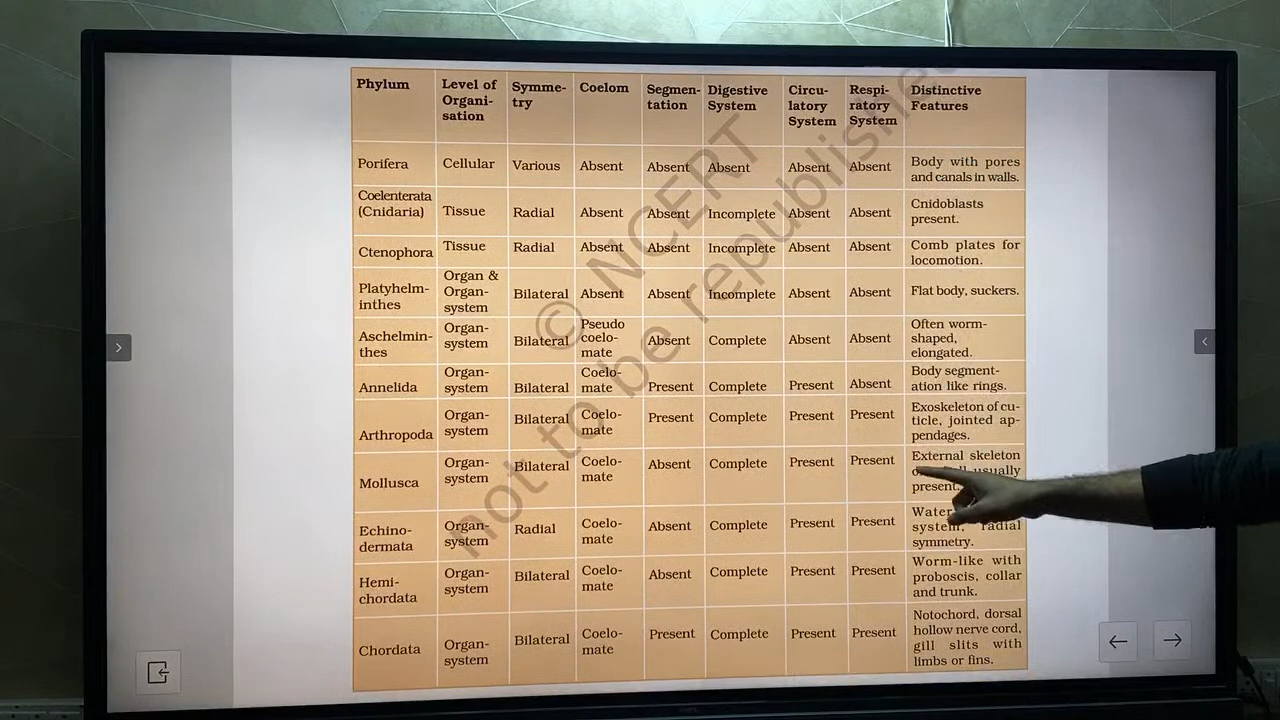 Phylum Level of Organi-sation Symme-try Coelom Segmen-tation Digestive System Circu-latory System Respi-ratory System Distinctive Features
Porifera Cellular Various Absent Absent Absent Absent Absent Body with pores and canals in walls.
Coelenterata (Cnidaria) Tissue Radial Absent Absent Incomplete Absent Absent Cnidoblasts present.
Ctenophora Tissue Radial Absent Absent Incomplete Absent Absent Comb plates for locomotion.
Platyhelm-inthes Organ & Organ-system Bilateral Absent Absent Incomplete Absent Absent Flat body, suckers.
Aschelmin-thes Organ-system Bilateral Pseudo coelo-mate Absent Complete Absent Absent Often worm-shaped, elongated.
Annelida Organ-system Bilateral Coelo-mate Present Complete Present Absent Body segment-ation like rings.
Arthropoda Organ-system Bilateral Coelo-mate Present Complete Present Present Exoskeleton of cu-ticle, jointed ap-pendages.
Mollusca Organ-system Bilateral Coelo-mate Absent Complete Present Present External skeleton usually present.
Echino-dermata Organ-system Radial Coelo-mate Absent Complete Present Present Water system, radial symmetry.
Hemi-chordata Organ-system Bilateral Coelo-mate Absent Complete Present Present Worm-like with proboscis, collar and trunk.
Chordata Organ-system Bilateral Coelo-mate Present Complete Present Present Notochord, dorsal hollow nerve cord, gill slits with limbs or fins.
© NCERT
not to be republished